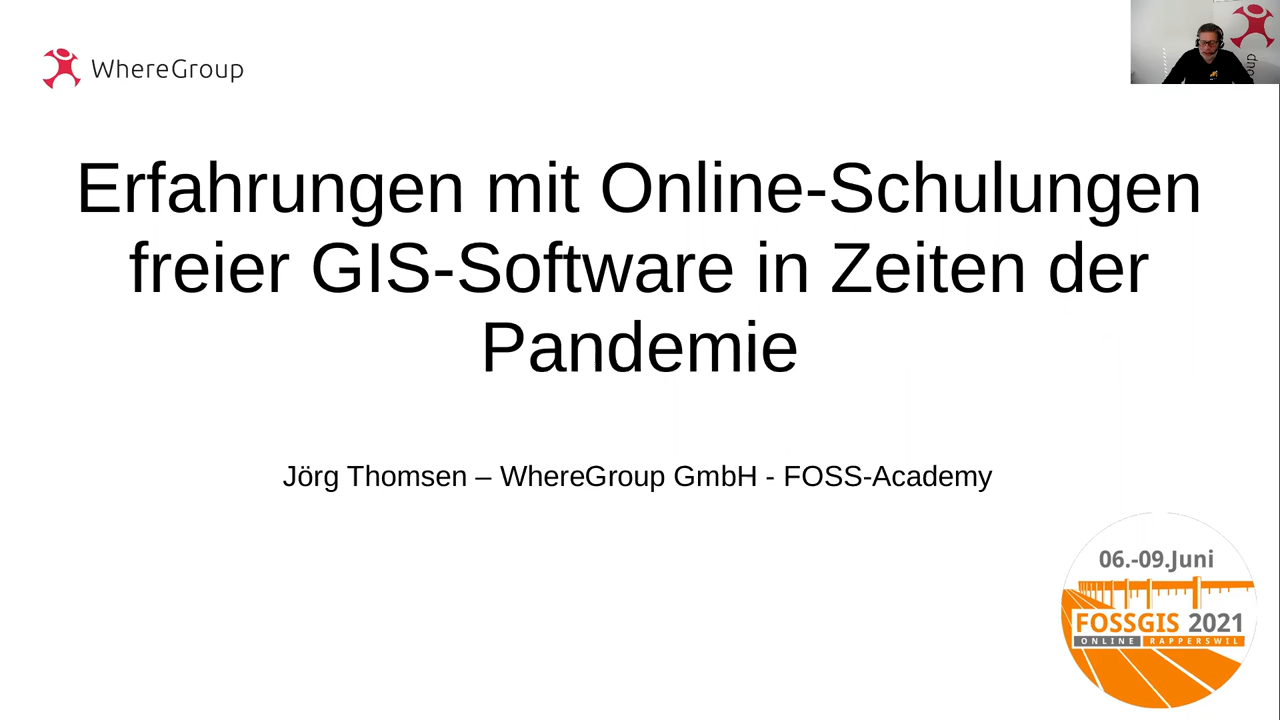 WhereGroup
Erfahrungen mit Online-Schulungen
freier GIS-Software in Zeiten der
Pandemie
Jörg Thomsen – WhereGroup GmbH - FOSS-Academy
06.-09.Juni
FOSSGIS 2021
ONLINE RAPPERSWIL